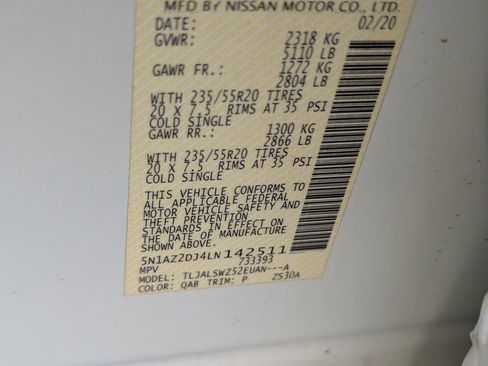 MFD BY NISSAN MOTOR CO., LTD.
DATE: 02/20
GVWR: 2318 KG
5110 LB
GAWR FR.: 1272 KG
2804 LB
WITH 235/55R20 TIRES
20 X 7.5 RIMS AT 35 PSI
COLD SINGLE
GAWR RR.: 1300 KG
2866 LB
WITH 235/55R20 TIRES
20 X 7.5 RIMS AT 35 PSI
COLD SINGLE
THIS VEHICLE CONFORMS TO
ALL APPLICABLE FEDERAL
MOTOR VEHICLE SAFETY AND
THEFT PREVENTION
STANDARDS IN EFFECT ON THE
DATE OF MANUFACTURE
SHOWN ABOVE.
5N1AZ2DJ4LN142511
MPV 733393
MODEL: TLJALSWZ52EUAN---A
COLOR: QAB TRIM: P ZS30A